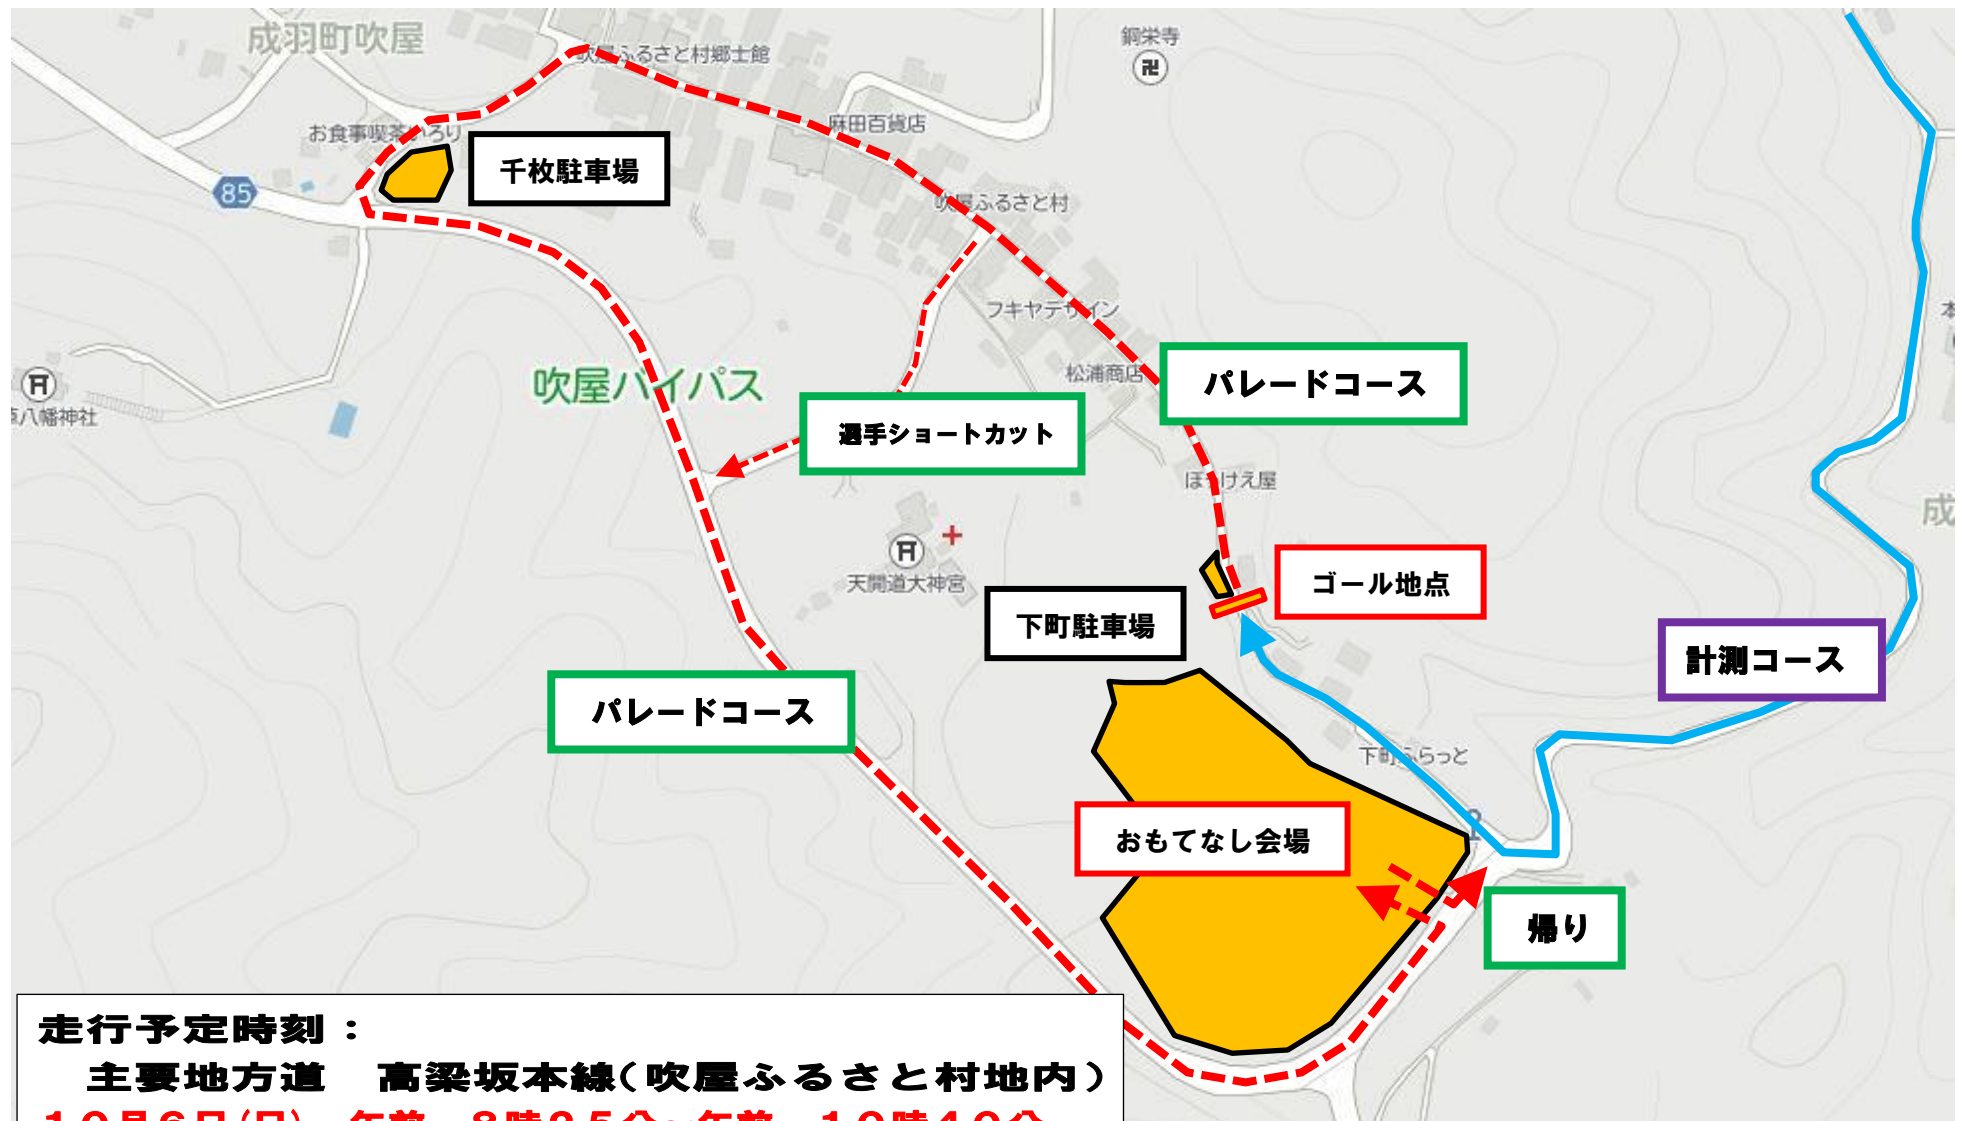 成羽町吹屋
吹屋ふるさと村郷土館
銅栄寺
お食事喫茶いろり
麻田百貨店
千枚駐車場
85
吹屋ふるさと村
フキヤデザイン
吹屋バイパス
松浦商店
パレードコース
八幡神社
選手ショートカット
ぼっけえ屋
成
天開道大神宮
ゴール地点
下町駐車場
計測コース
パレードコース
下町ふらっと
おもてなし会場
帰り
走行予定時刻：
主要地方道　高梁坂本線（吹屋ふるさと村地内）